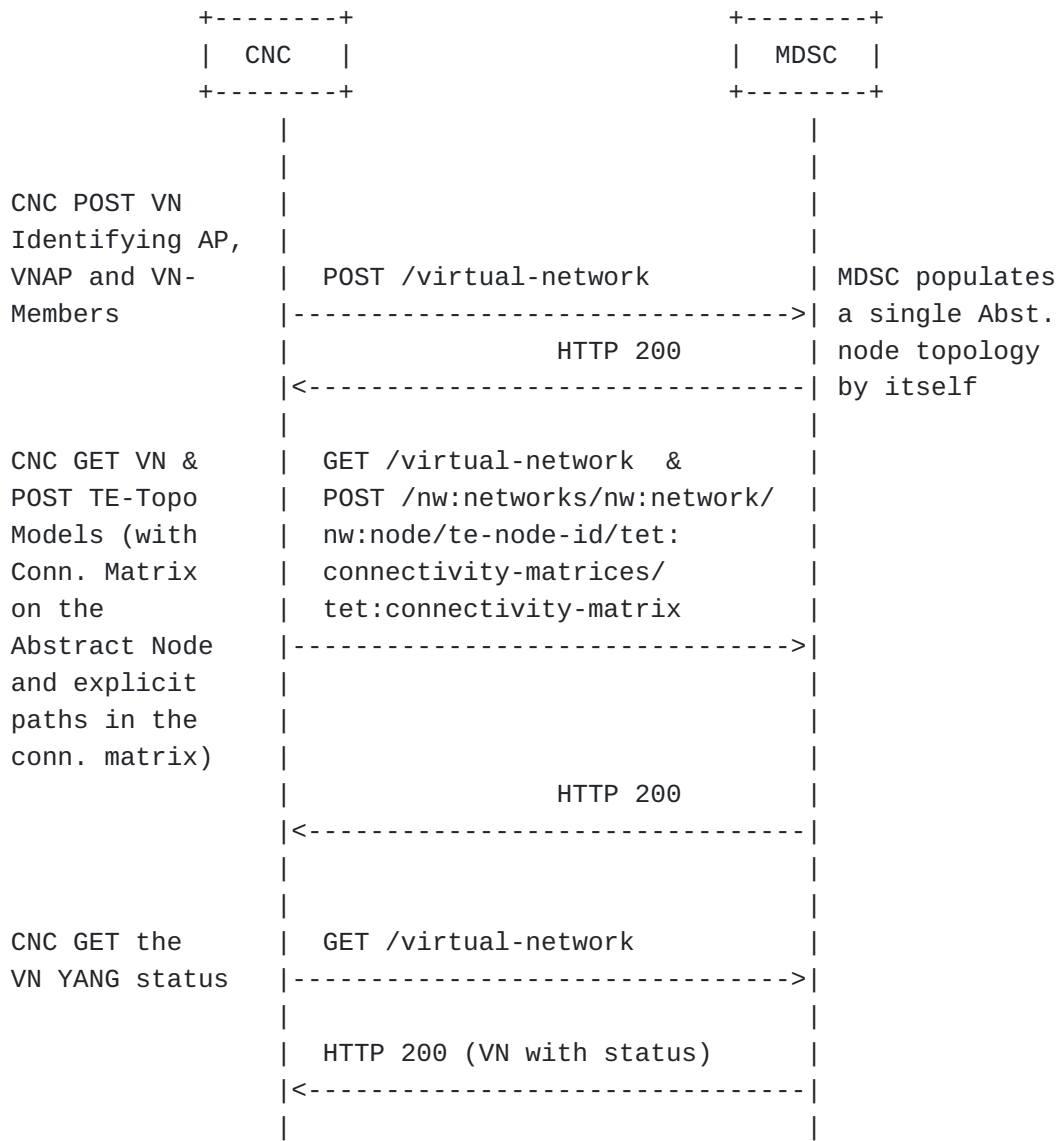 +--------+                        +--------+
            |  CNC   |                        |  MDSC  |
            +--------+                        +--------+
                  |                                 |
                  |                                 |
CNC POST VN       |                                 |
Identifying AP,   |                                 |
VNAP and VN-      |  POST /virtual-network          | MDSC populates
Members           |-------------------------------->| a single Abst.
                  |                 HTTP 200        | node topology
                  |<--------------------------------| by itself
                  |                                 |
CNC GET VN &      |  GET /virtual-network  &        |
POST TE-Topo      |  POST /nw:networks/nw:network/  |
Models (with      |  nw:node/te-node-id/tet:        |
Conn. Matrix      |  connectivity-matrices/         |
on the            |  tet:connectivity-matrix        |
Abstract Node     |-------------------------------->|
and explicit      |                                 |
paths in the      |                                 |
conn. matrix)     |                                 |
                  |                 HTTP 200        |
                  |<--------------------------------|
                  |                                 |
                  |                                 |
CNC GET the       |  GET /virtual-network           |
VN YANG status    |-------------------------------->|
                  |                                 |
                  |  HTTP 200 (VN with status)      |
                  |<--------------------------------|
                  |                                 |